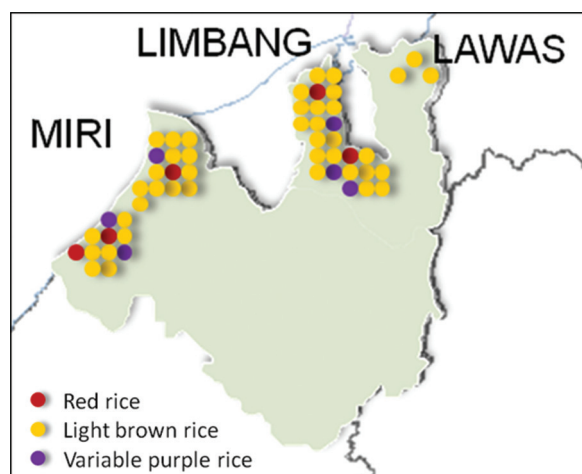 LIMBANG
LAWAS
MIRI
Red rice
Light brown rice
Variable purple rice